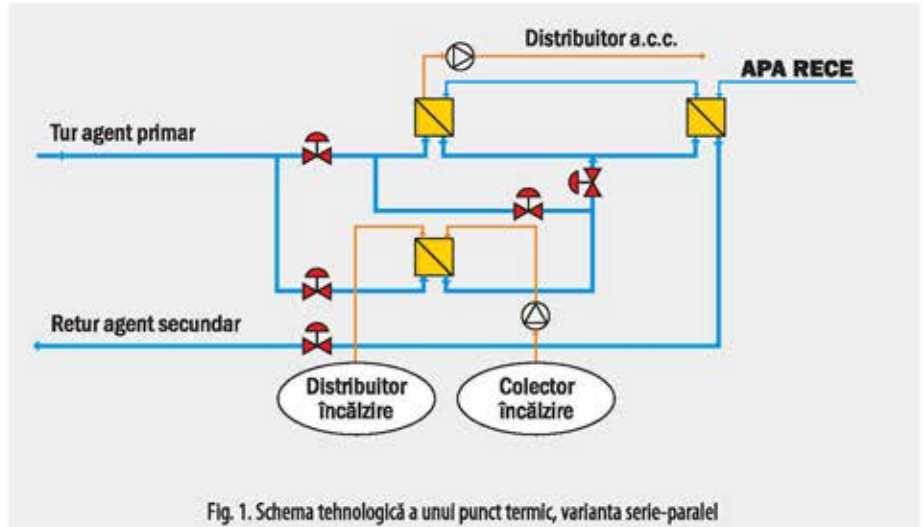 Distribuitor a.c.c.
APA RECE
Tur agent primar
Retur agent secundar
Distribuitor
încălzire
Colector
încălzire
Fig. 1. Schema tehnologică a unui punct termic, varianta serie-paralel